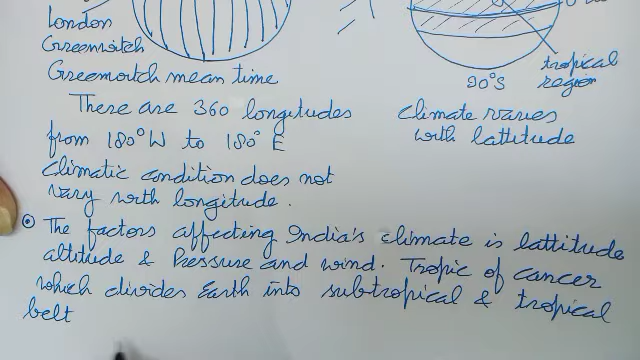 London
Greenwitch
Greenwitch mean time
There are 360 longitudes
from 180°W to 180° E
climatic condition does not
vary with longitude.
90°S
tropical
region
climate varies
with lattitude
The factors affecting India's climate is lattitude
altitude & Pressure and wind. Tropic of cancer
which divides Earth into subtropical & tropical
belt